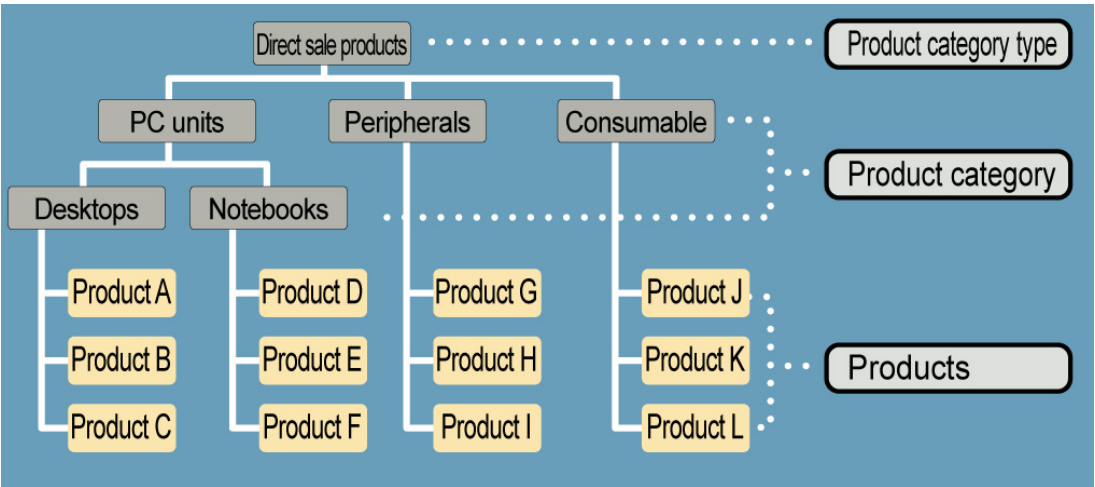 Direct sale products
Product category type
PC units
Peripherals
Consumable
Product category
Desktops
Notebooks
Product A
Product D
Product G
Product J
Product B
Product E
Product H
Product K
Products
Product C
Product F
Product I
Product L